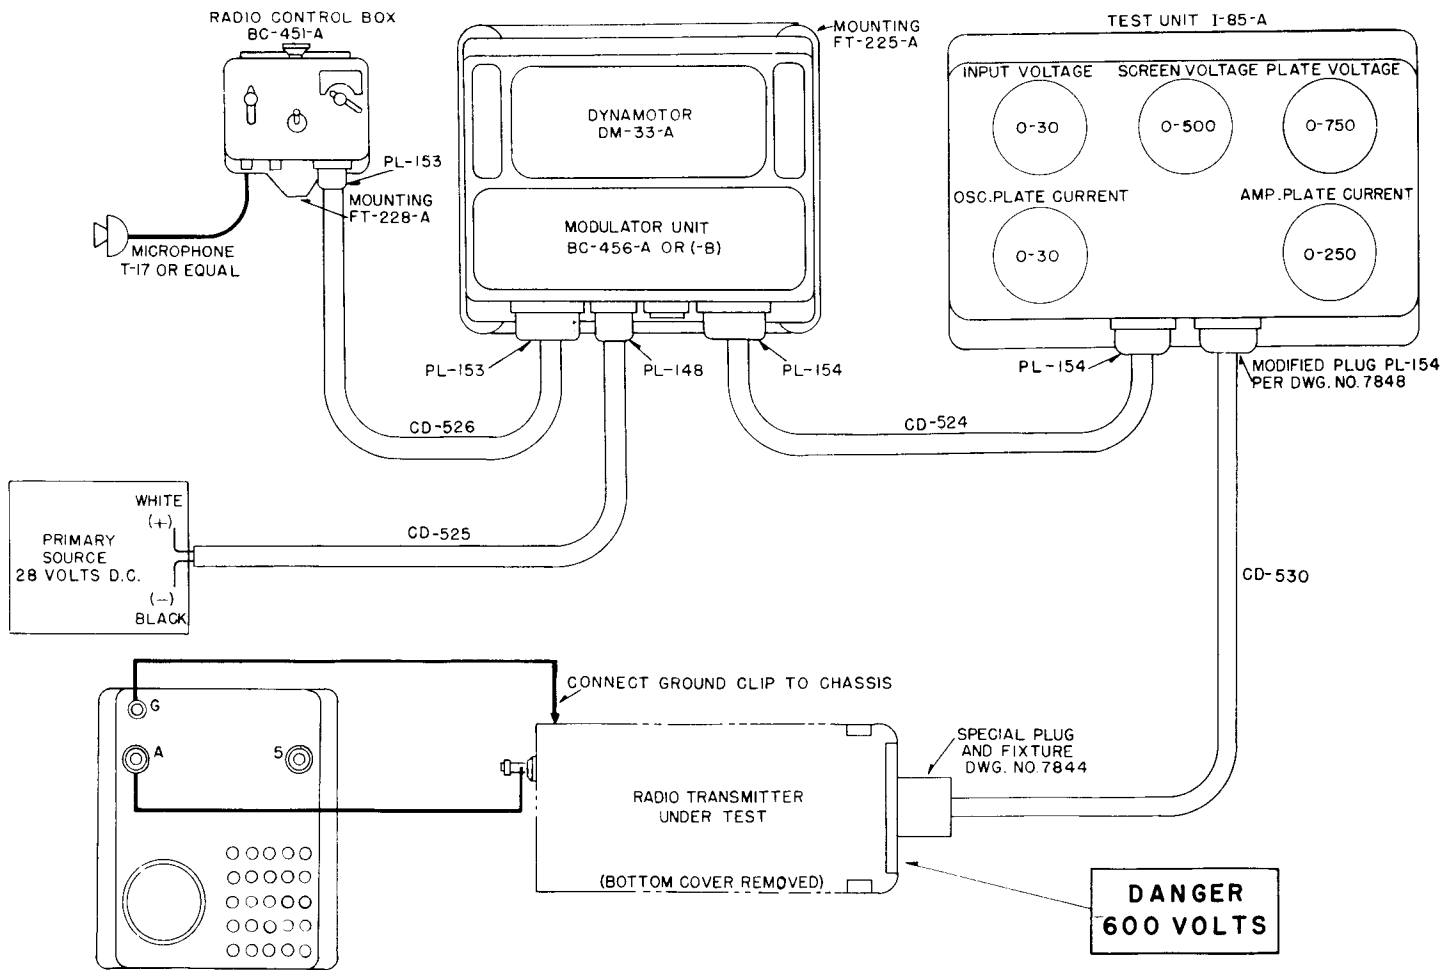 RADIO CONTROL BOX
BC-451-A
MOUNTING
FT-225-A
TEST UNIT I-85-A
INPUT VOLTAGE
SCREEN VOLTAGE
PLATE VOLTAGE
0-30
0-500
0-750
DYNAMOTOR
DM-33-A
PL-153
MOUNTING
FT-228-A
OSC.PLATE CURRENT
AMP.PLATE CURRENT
0-30
0-250
MODULATOR UNIT
BC-456-A OR (-B)
MICROPHONE
T-17 OR EQUAL
PL-153
PL-148
PL-154
PL-154
MODIFIED PLUG PL-154
PER DWG. NO. 7848
CD-526
CD-524
WHITE
(+)
PRIMARY
SOURCE
28 VOLTS D.C.
(-)
BLACK
CD-525
CD-530
CONNECT GROUND CLIP TO CHASSIS
G
A
5
SPECIAL PLUG
AND FIXTURE
DWG. NO. 7844
RADIO TRANSMITTER
UNDER TEST
(BOTTOM COVER REMOVED)
DANGER
600 VOLTS